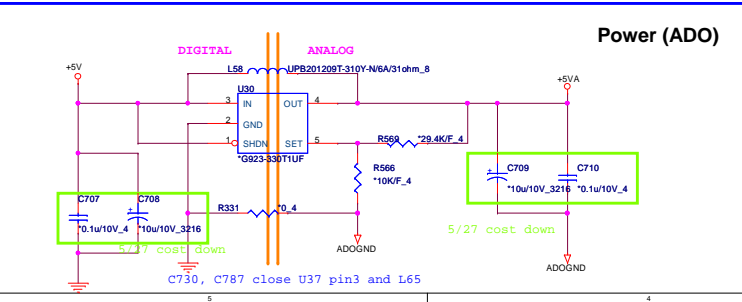 Power (ADO)
DIGITAL ANALOG
+5V
L58 UPB201209T-310Y-N/6A/31ohm_8
+5VA
U30
3 IN OUT 4
2 GND
1 SHDN SET 5
*G923-330T1UF
R569 *29.4K/F_4
R566
*10K/F_4
C709
*10u/10V_3216
C710
*0.1u/10V_4
C707
*0.1u/10V_4
C708
*10u/10V_3216
R331 *0_4
5/27 cost down
5/27 cost down
ADOGND
ADOGND
C730, C787 close U37 pin3 and L65
5 4